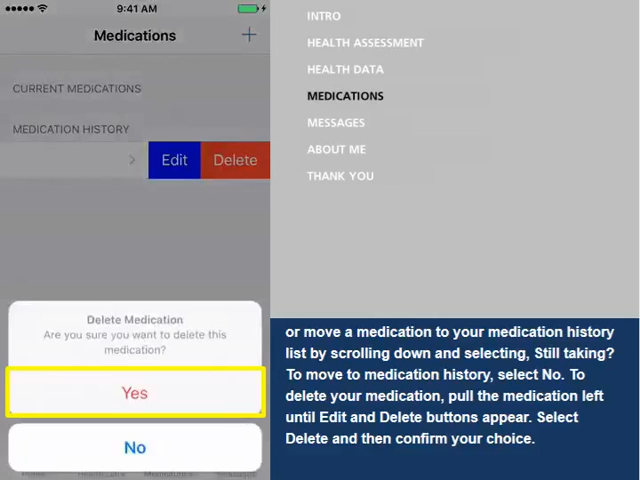 9:41 AM
Medications
CURRENT MEDICATIONS
MEDICATION HISTORY
Edit
Delete
Delete Medication
Are you sure you want to delete this
medication?
Yes
No
INTRO
HEALTH ASSESSMENT
HEALTH DATA
MEDICATIONS
MESSAGES
ABOUT ME
THANK YOU
or move a medication to your medication history
list by scrolling down and selecting, Still taking?
To move to medication history, select No. To
delete your medication, pull the medication left
until Edit and Delete buttons appear. Select
Delete and then confirm your choice.